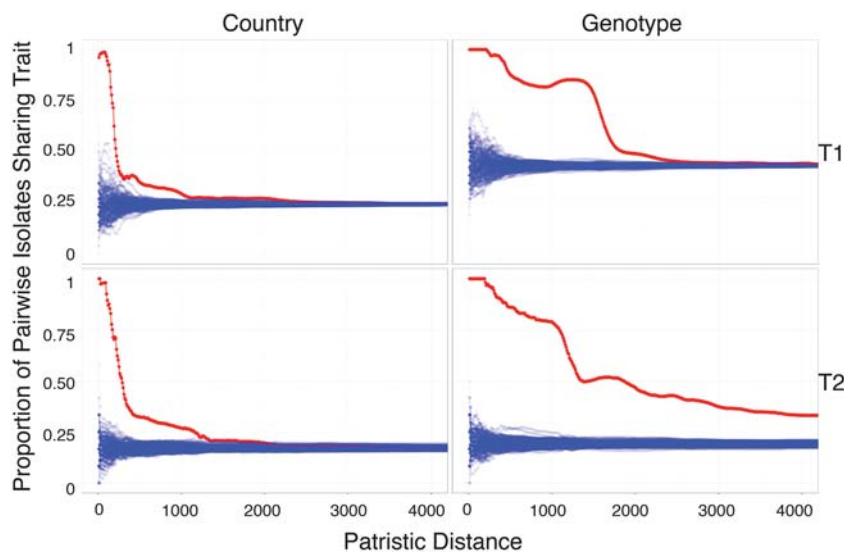 Country
Genotype
Proportion of Pairwise Isolates Sharing Trait
1
0.75
0.50
0.25
0
T1
1
0.75
0.50
0.25
0
T2
0 1000 2000 3000 4000
0 1000 2000 3000 4000
Patristic Distance